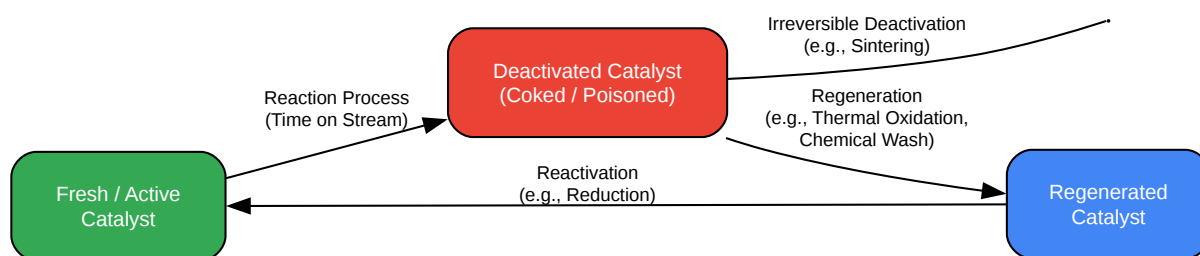 Irreversible Deactivation
(e.g., Sintering)
Deactivated Catalyst
(Coked / Poisoned)
Reaction Process
(Time on Stream)
Regeneration
(e.g., Thermal Oxidation,
Chemical Wash)
Reactivation
(e.g., Reduction)
Fresh / Active
Catalyst
Regenerated
Catalyst